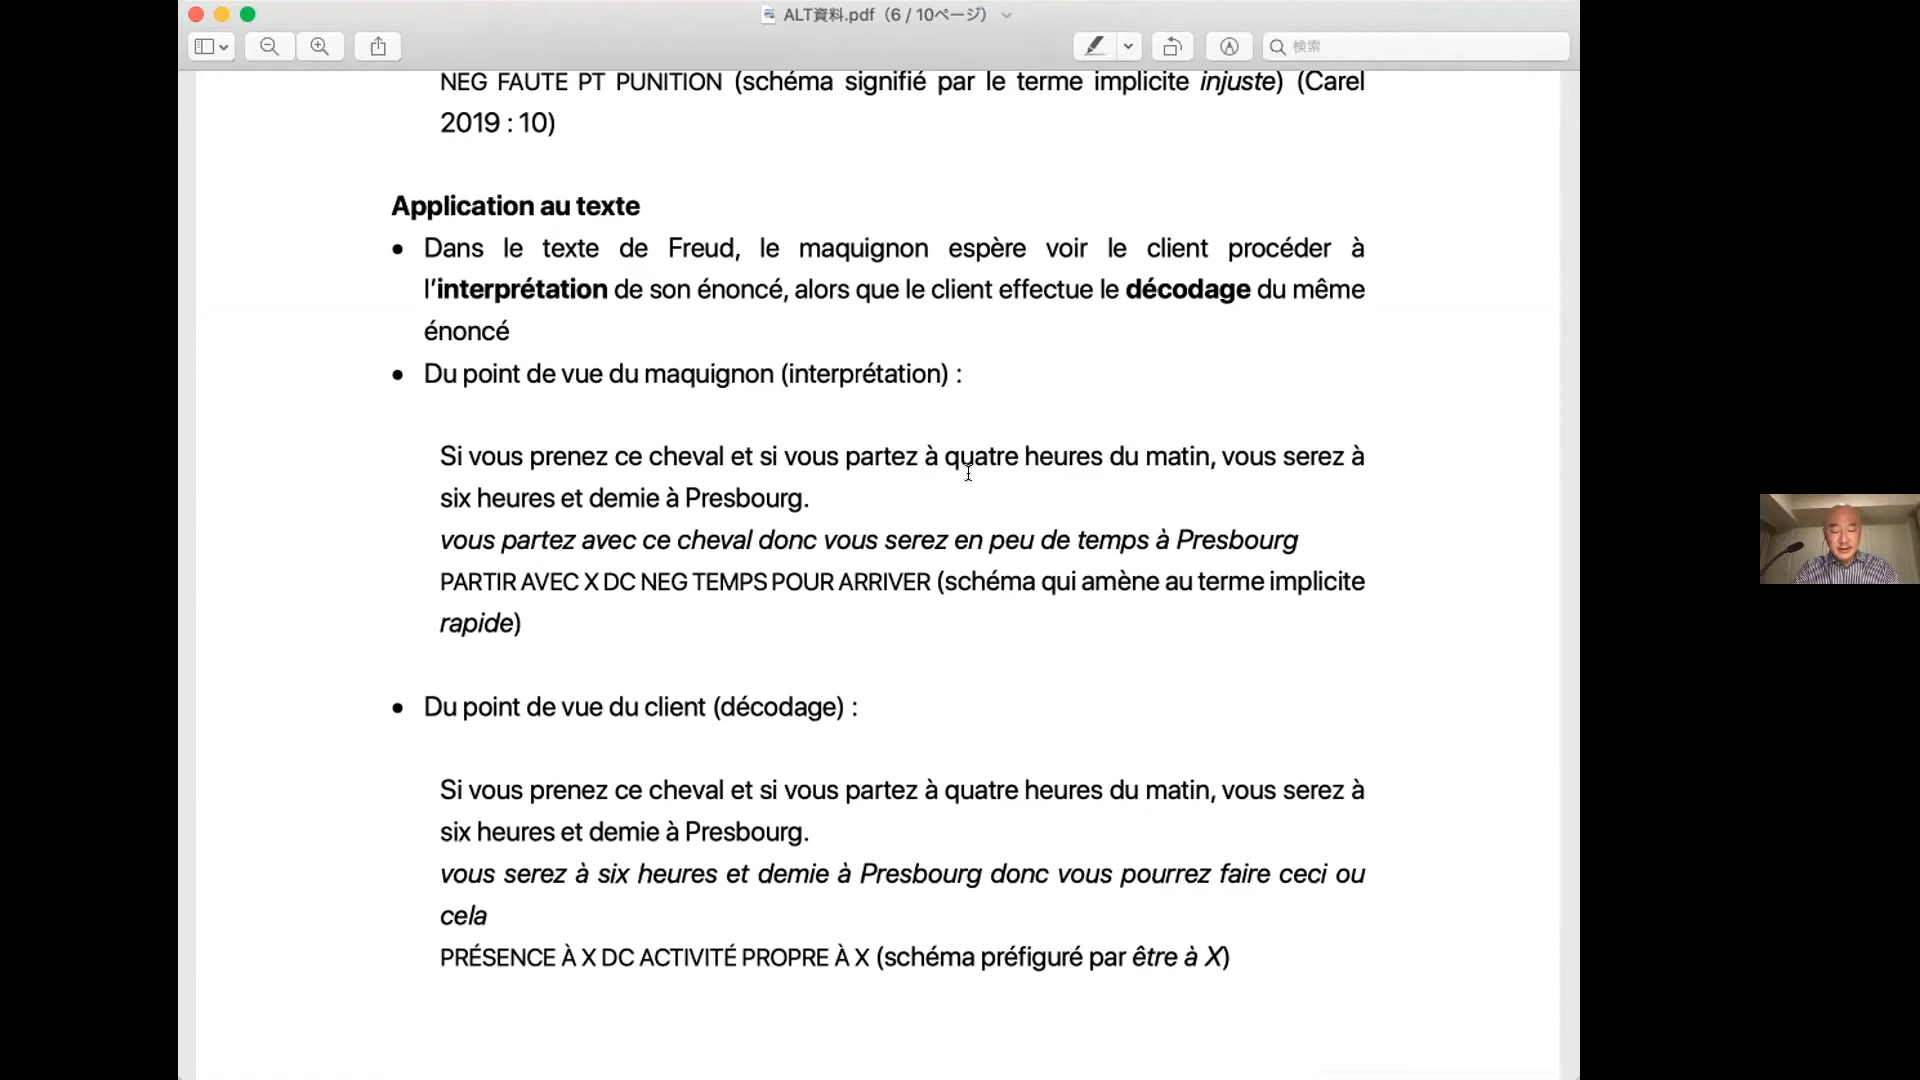 ALT資料.pdf（6 / 10ページ）
検索
NEG FAUTE PT PUNITION (schéma signifié par le terme implicite injuste) (Carel
2019 : 10)
Application au texte
• Dans le texte de Freud, le maquignon espère voir le client procéder à
l’interprétation de son énoncé, alors que le client effectue le décodage du même
énoncé
• Du point de vue du maquignon (interprétation) :
Si vous prenez ce cheval et si vous partez à quatre heures du matin, vous serez à
six heures et demie à Presbourg.
vous partez avec ce cheval donc vous serez en peu de temps à Presbourg
PARTIR AVEC X DC NEG TEMPS POUR ARRIVER (schéma qui amène au terme implicite
rapide)
• Du point de vue du client (décodage) :
Si vous prenez ce cheval et si vous partez à quatre heures du matin, vous serez à
six heures et demie à Presbourg.
vous serez à six heures et demie à Presbourg donc vous pourrez faire ceci ou
cela
PRÉSENCE À X DC ACTIVITÉ PROPRE À X (schéma préfiguré par être à X)